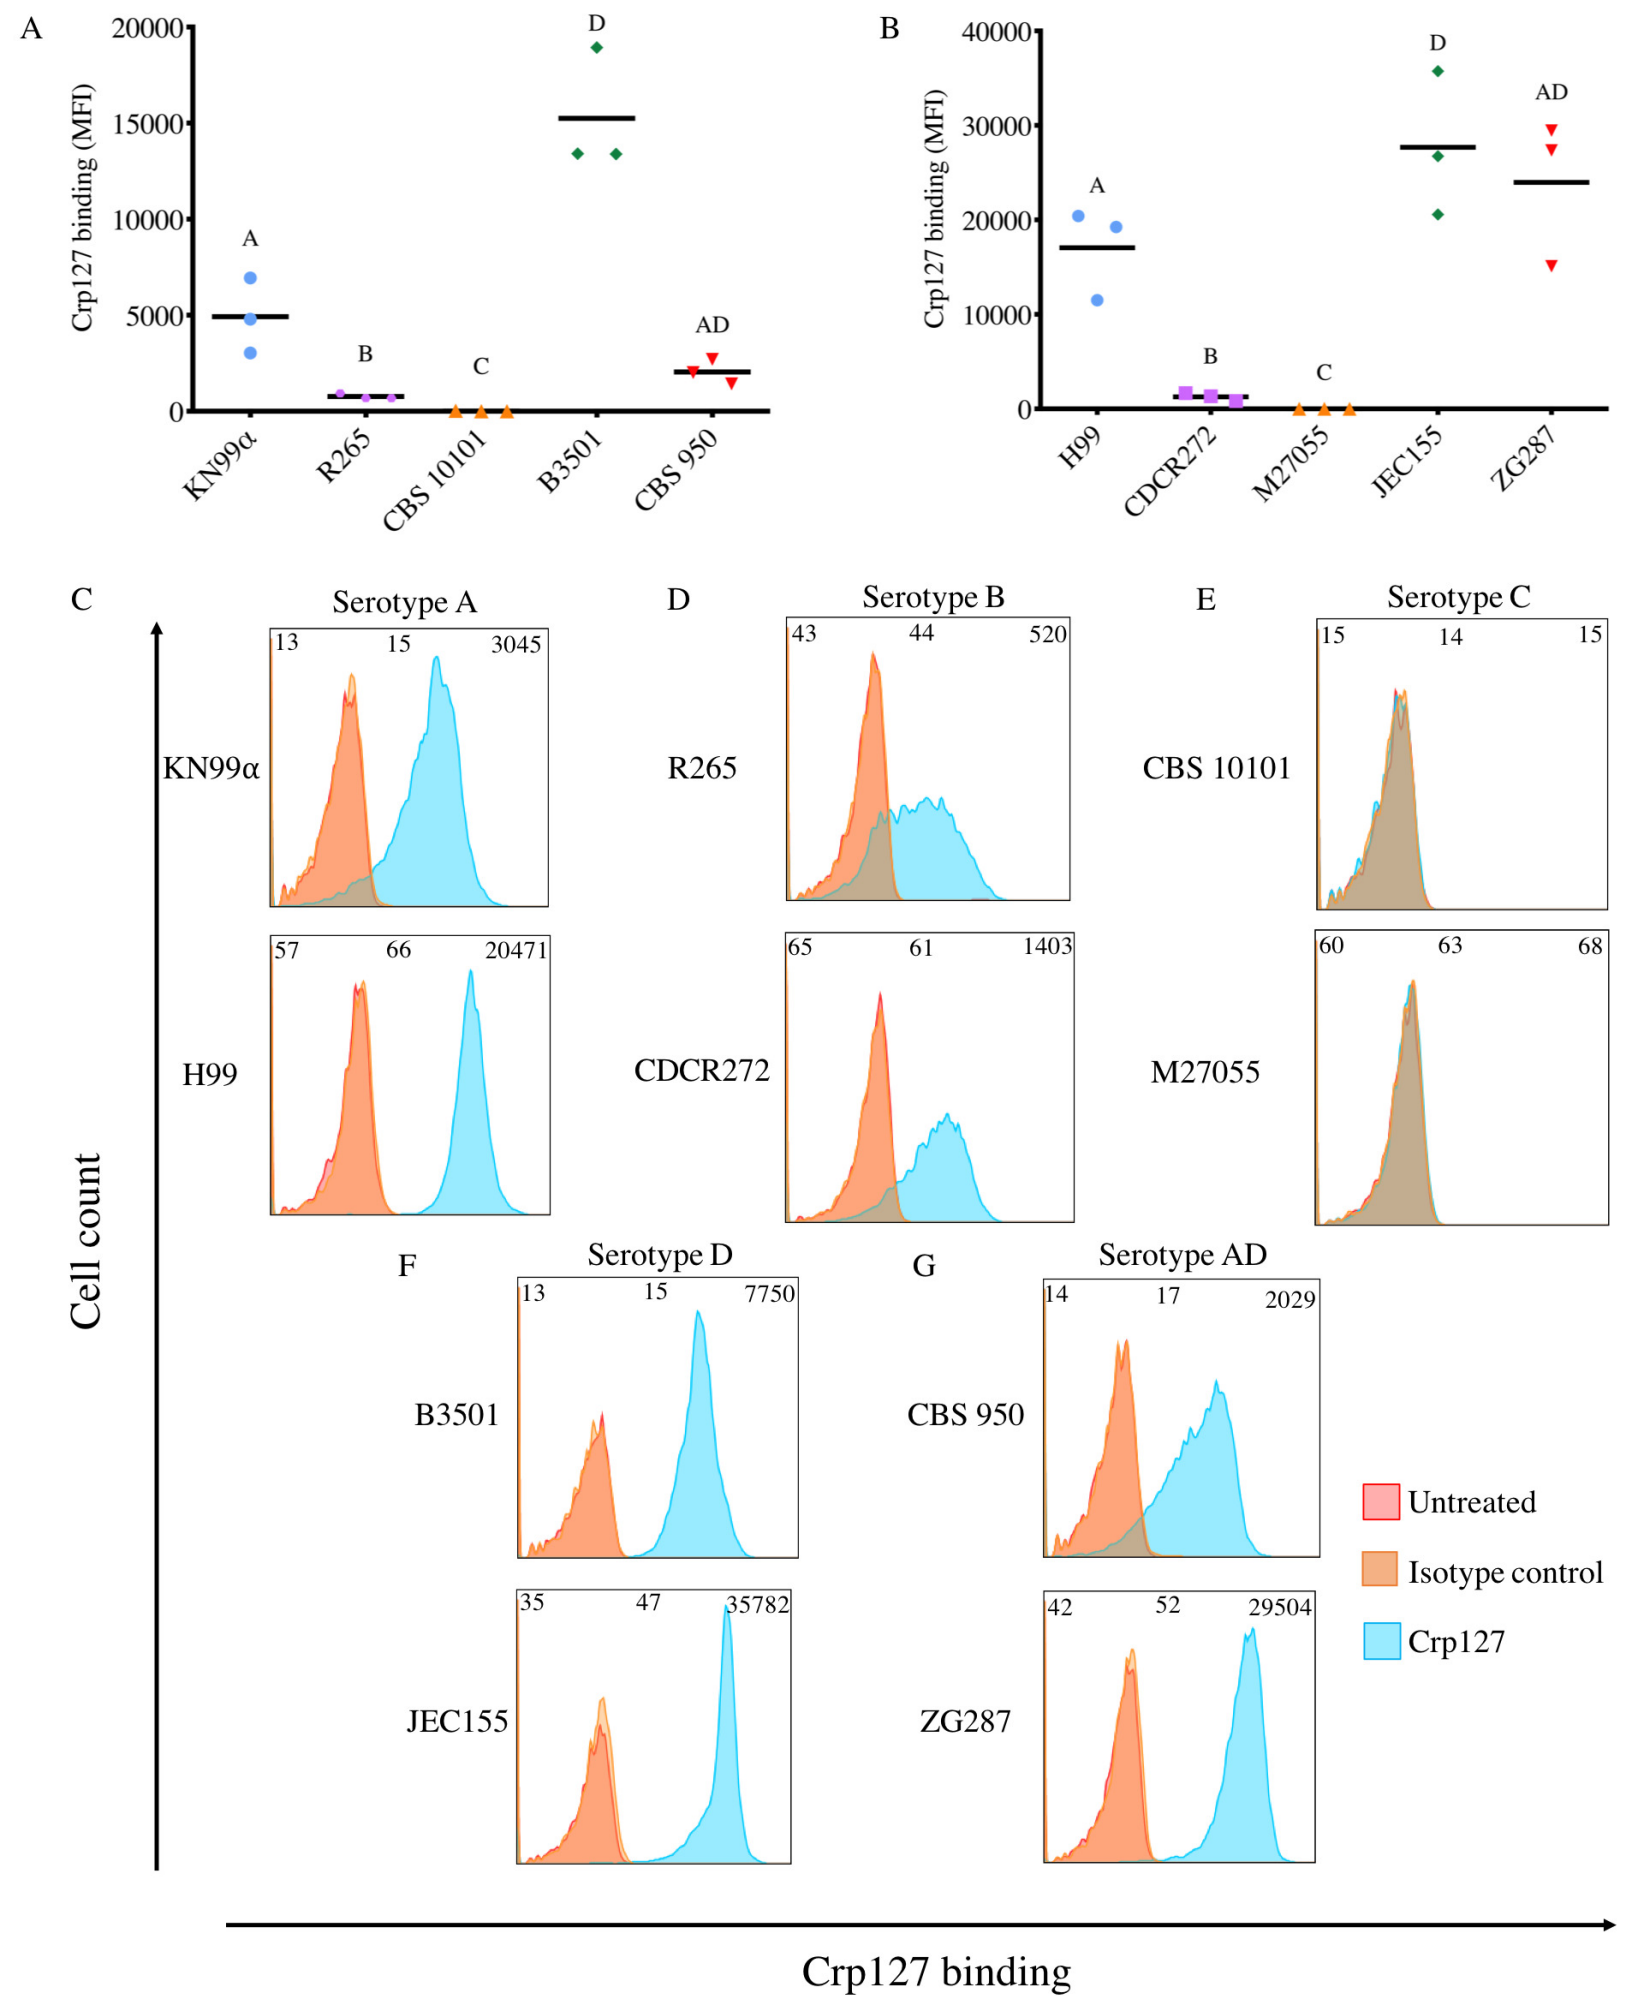 A
20000
15000
10000
5000
0
Crp127 binding (MFI)
A
B
C
D
AD
KN99α
R265
CBS 10101
B3501
CBS 950
B
40000
30000
20000
10000
0
Crp127 binding (MFI)
A
B
C
D
AD
H99
CDCR272
M27055
JEC155
ZG287
C
Serotype A
13 15 3045
KN99α
57 66 20471
H99
D
Serotype B
43 44 520
R265
65 61 1403
CDCR272
E
Serotype C
15 14 15
CBS 10101
60 63 68
M27055
F
Serotype D
13 15 7750
B3501
35 47 35782
JEC155
G
Serotype AD
14 17 2029
CBS 950
42 52 29504
ZG287
Untreated
Isotype control
Crp127
Cell count
Crp127 binding